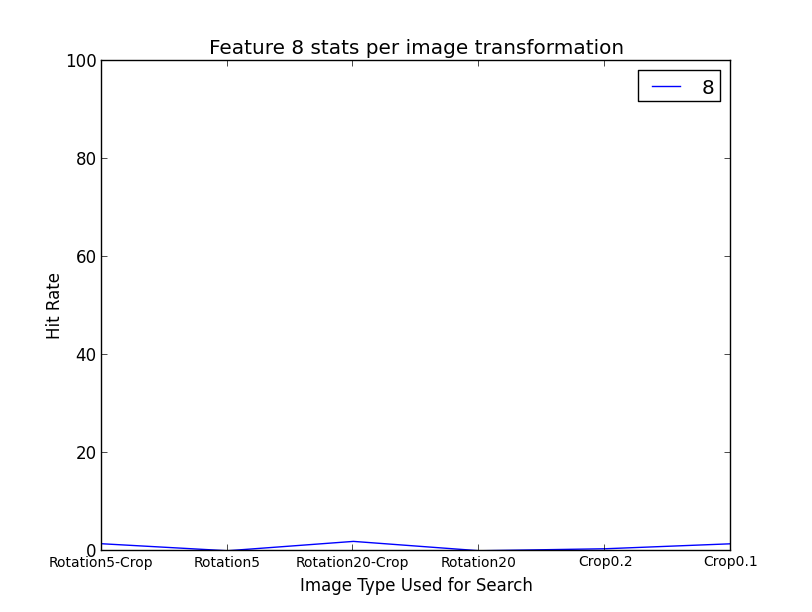 Feature 8 stats per image transformation
8
100
80
60
40
20
0
Hit Rate
Rotation5-Crop Rotation5 Rotation20-Crop Rotation20 Crop0.2 Crop0.1
Image Type Used for Search